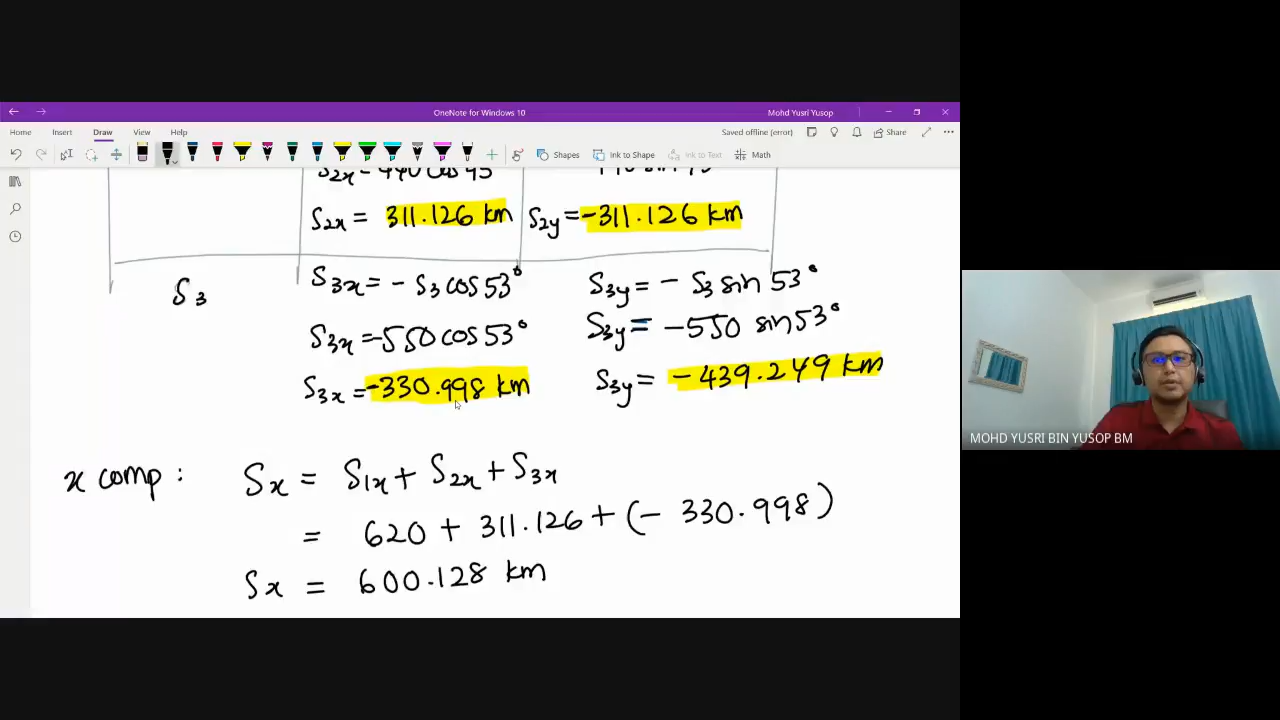 OneNote for Windows 10
Mohd Yusri Yusop
Home Insert Draw View Help
Saved offline (error)
Share
Shapes
Ink to Shape
Ink to Text
Math
S2x = 311.126 km
S2y = -311.126 km
S3
S3x = - S3 cos 53°
S3y = - S3 sin 53°
S3x = -550 cos 53°
S3y = -550 sin 53°
S3x = -330.998 km
S3y = -439.249 km
x comp : Sx = S1x + S2x + S3x
= 620 + 311.126 + (- 330.998)
Sx = 600.128 km
MOHD YUSRI BIN YUSOP BM